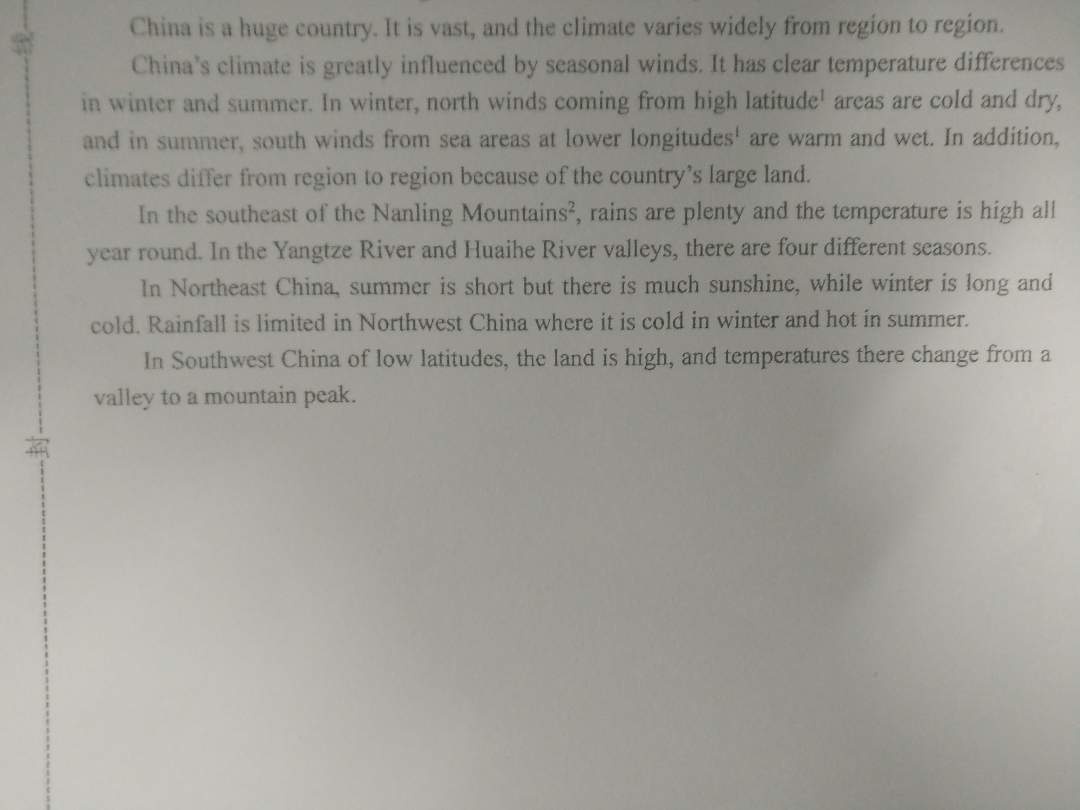 China is a huge country. It is vast, and the climate varies widely from region to region.
China's climate is greatly influenced by seasonal winds. It has clear temperature differences
in winter and summer. In winter, north winds coming from high latitude¹ areas are cold and dry,
and in summer, south winds from sea areas at lower longitudes¹ are warm and wet. In addition,
climates differ from region to region because of the country's large land.
In the southeast of the Nanling Mountains², rains are plenty and the temperature is high all
year round. In the Yangtze River and Huaihe River valleys, there are four different seasons.
In Northeast China, summer is short but there is much sunshine, while winter is long and
cold. Rainfall is limited in Northwest China where it is cold in winter and hot in summer.
In Southwest China of low latitudes, the land is high, and temperatures there change from a
valley to a mountain peak.